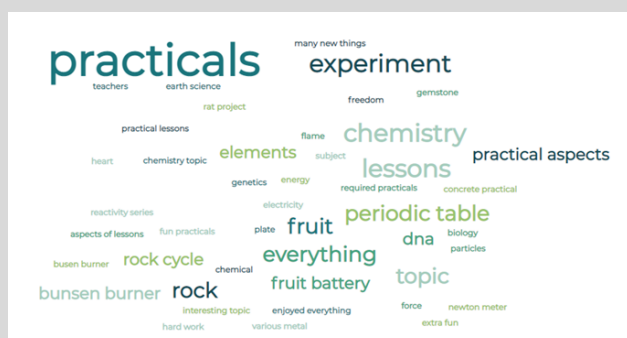 many new things
practicals
experiment
teachers
earth science
gemstone
freedom
rat project
practical lessons
flame
chemistry
elements
subject
practical aspects
heart
chemistry topic
lessons
genetics
energy
required practicals
concrete practical
electricity
reactivity series
periodic table
fruit
plate
biology
aspects of lessons
fun practicals
dna
particles
everything
rock cycle
busen burner
chemical
topic
fruit battery
bunsen burner
rock
force
newton meter
interesting topic
enjoyed everything
extra fun
hard work
various metal